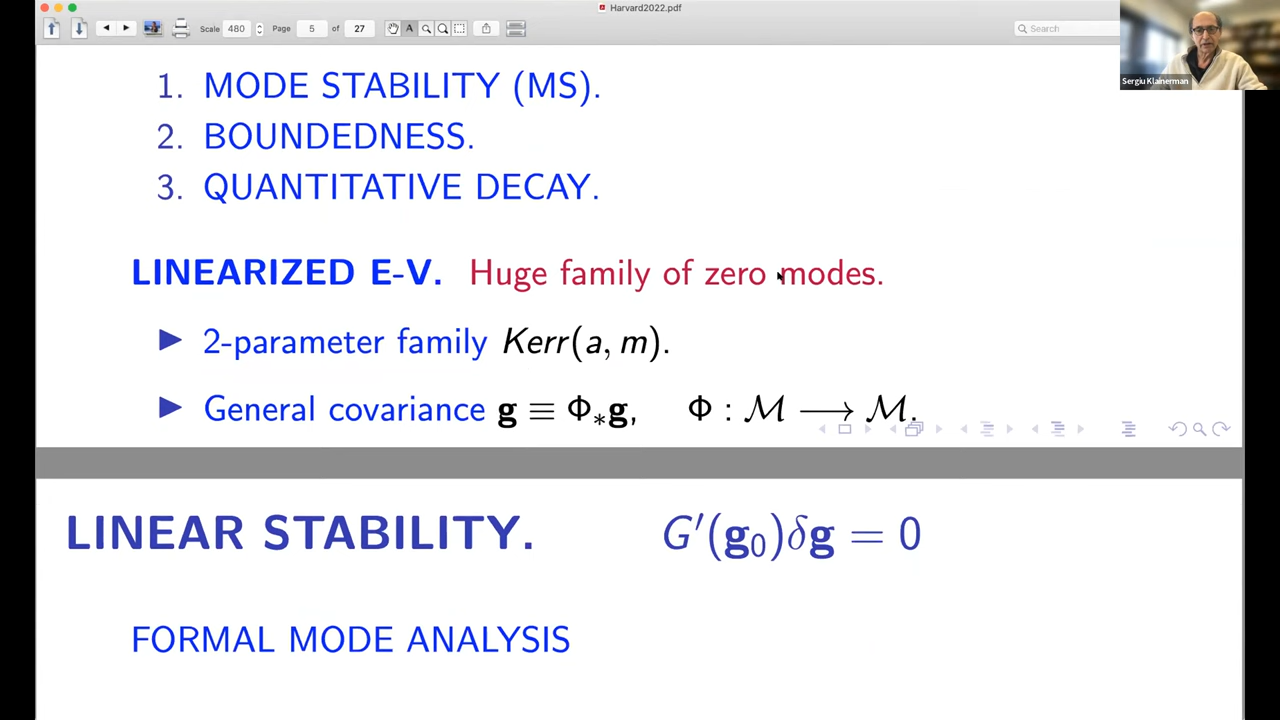 Harvard2022.pdf
Scale 480 Page 5 of 27 Search
Sergiu Klainerman
1. MODE STABILITY (MS).
2. BOUNDEDNESS.
3. QUANTITATIVE DECAY.
LINEARIZED E-V. Huge family of zero modes.
▶ 2-parameter family Kerr(a, m).
▶ General covariance g ≡ Φ∗g, Φ : M ⟶ M.
LINEAR STABILITY. G′(g₀)δg = 0
FORMAL MODE ANALYSIS